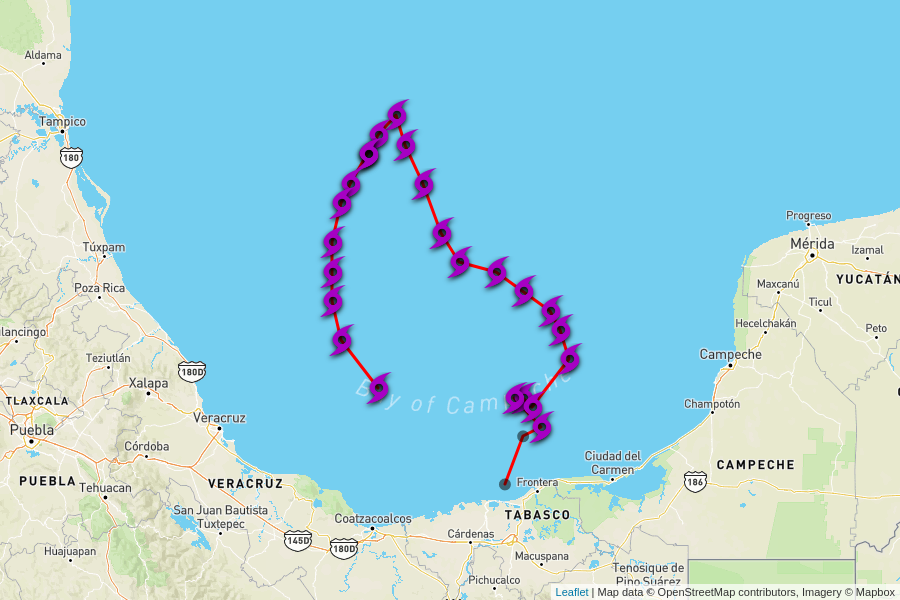 Aldama
Tampico
180
Progreso
Mérida
Izamal
Túxpam
YUCATÁN
Maxcanú
Poza Rica
Ticul
Hecelchakán
Peto
ulancingo
Campeche
Teziutlán
180D
Xalapa
Bay of Cam
Champotón
TLAXCALA
Veracruz
Puebla
Córdoba
Ciudad del
Carmen
CAMPECHE
PUEBLA
Tehuacan
VERACRUZ
Frontera
186
San Juan Bautista
Tuxtepec
Coatzacoalcos
TABASCO
Cárdenas
145D
180D
Huajuapan
Macuspana
Tenosique de
Pino Suárez
Pichucalco
Leaflet | Map data © OpenStreetMap contributors, Imagery © Mapbox